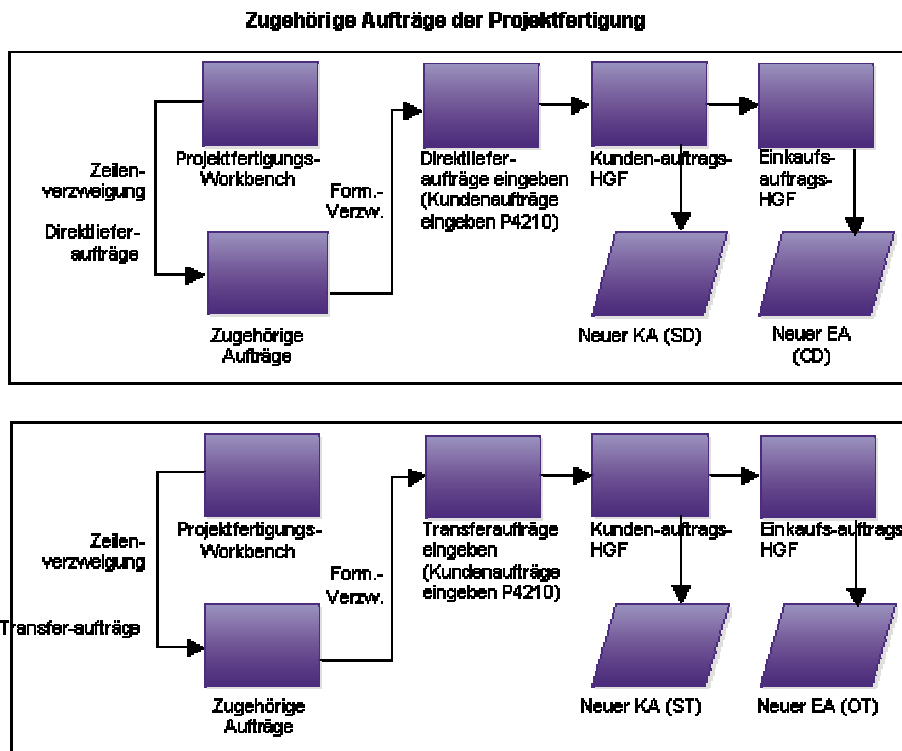 Zugehörige Aufträge der Projektfertigung
Zeilen-
verzweigung
Direktliefer-
aufträge
Projektfertigungs-
Workbench
Zugehörige
Aufträge
Form.-
Verzw.
Direktliefer-
aufträge eingeben
(Kundenaufträge
eingeben P4210)
Kunden-auftrags-
HGF
Einkaufs-
auftrags-
HGF
Neuer KA (SD)
Neuer EA
(CD)
Zeilen-
verzweigung
Transfer-aufträge
Projektfertigungs-
Workbench
Zugehörige
Aufträge
Form.-
Verzw.
Transferaufträge
eingeben
(Kundenaufträge
eingeben P4210)
Kunden-auftrags-
HGF
Einkaufs-auftrags-
HGF
Neuer KA (ST)
Neuer EA (OT)